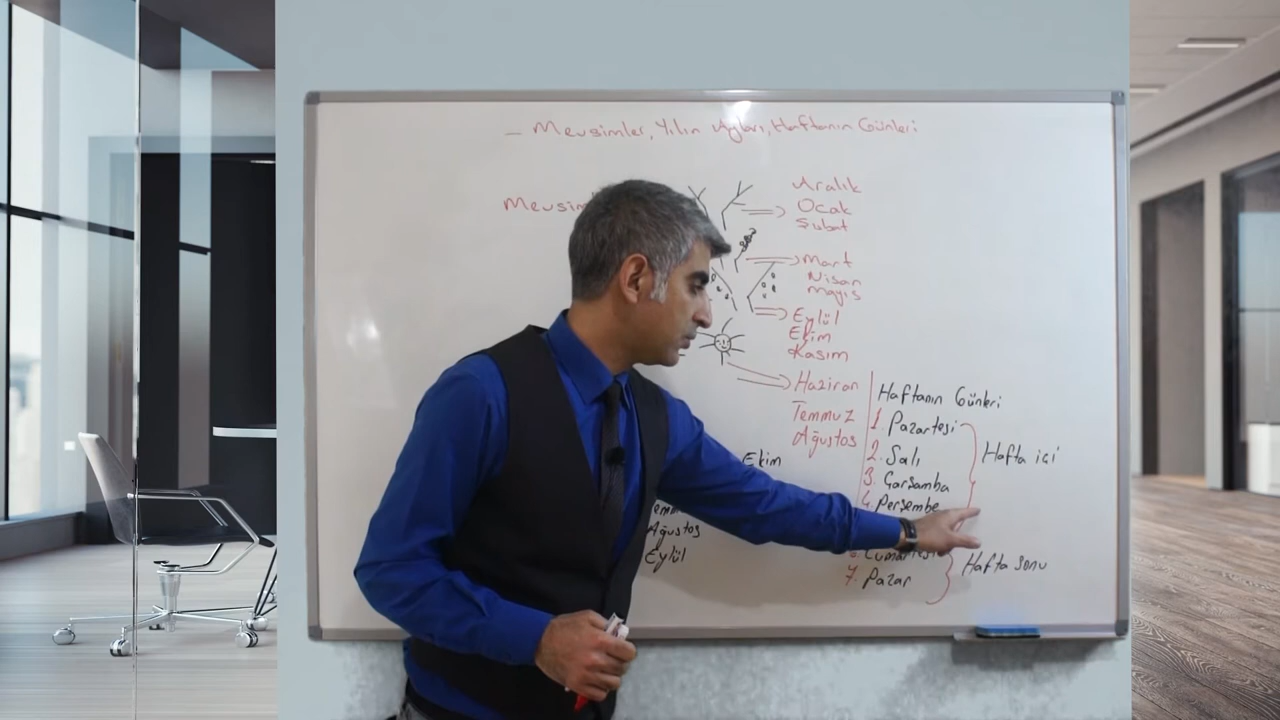 — Mevsimler, Yılın Ayları, Haftanın Günleri
Aralık
Ocak
Şubat
Mart
Nisan
mayıs
Eylül
Ekim
Kasım
Haziran
Temmuz
Ağustos
Ekim
Ağustos
Eylül
Haftanın Günleri
1. Pazartesi
2. Salı
3. Çarşamba
4. Perşembe
Hafta içi
Cumartesi
7. Pazar
Hafta sonu